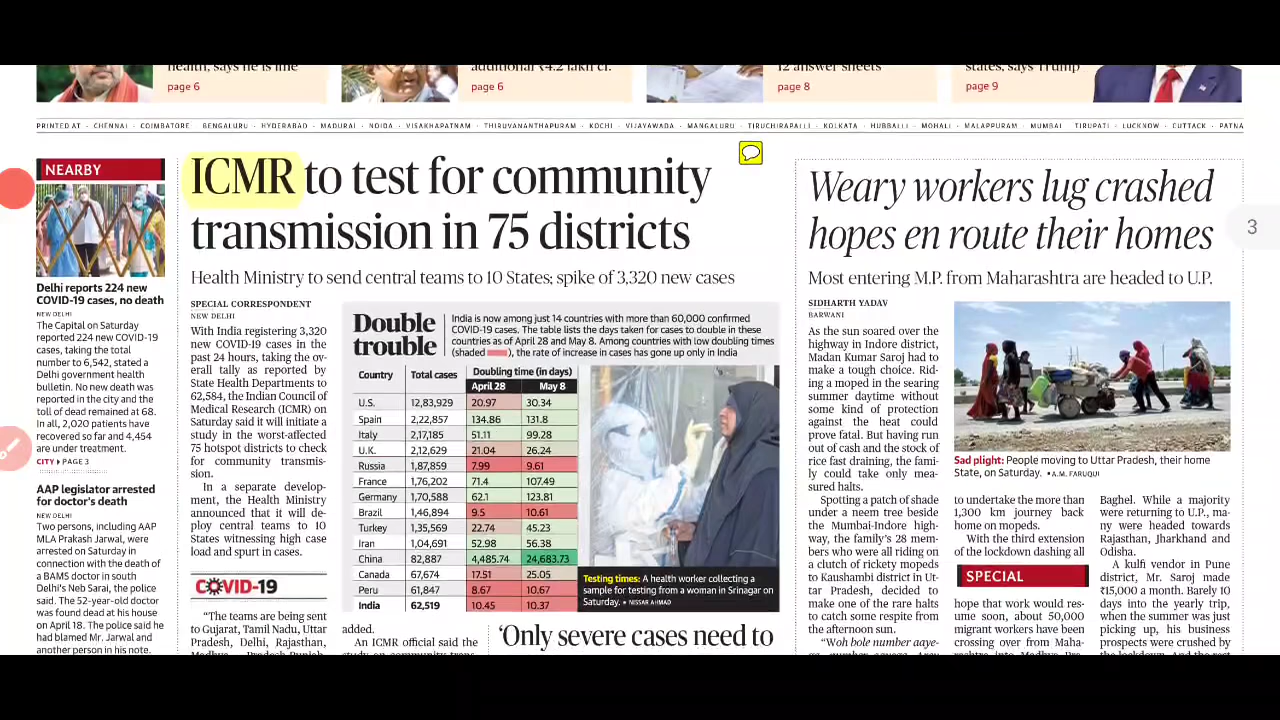 health, says he is fine
page 6
additional ₹4.2 lakh cr.
page 6
12 answer sheets
page 8
states, says Trump
page 9
PRINTED AT · CHENNAI · COIMBATORE · BENGALURU · HYDERABAD · MADURAI · NOIDA · VISAKHAPATNAM · THIRUVANANTHAPURAM · KOCHI · VIJAYAWADA · MANGALURU · TIRUCHIRAPALLI · KOLKATA · HUBBALLI · MOHALI · MALAPPURAM · MUMBAI · TIRUPATI · LUCKNOW · CUTTACK · PATNA
NEARBY
Delhi reports 224 new
COVID-19 cases, no death
NEW DELHI
The Capital on Saturday
reported 224 new COVID-19
cases, taking the total
number to 6,542, stated a
Delhi government health
bulletin. No new death was
reported in the city and the
toll of death remained at 68.
In all, 2,020 patients have
recovered so far and 4,454
are under treatment.
CITY PAGE 3
AAP legislator arrested
for doctor's death
NEW DELHI
Two persons, including AAP
MLA Prakash Jarwal, were
arrested on Saturday in
connection with the death of
a BAMS doctor in south
Delhi's Neb Sarai, the police
said. The 52-year-old doctor
was found dead at his house
on April 18. The police said he
had blamed Mr. Jarwal and
another person in his note.
ICMR to test for community
transmission in 75 districts
Health Ministry to send central teams to 10 States; spike of 3,320 new cases
SPECIAL CORRESPONDENT
NEW DELHI
With India registering 3,320
new COVID-19 cases in the
past 24 hours, taking the ov-
erall tally as reported by
State Health Departments to
62,584, the Indian Council of
Medical Research (ICMR) on
Saturday said it will initiate a
study in the worst-affected
75 hotspot districts to check
for community transmis-
sion.
In a separate develop-
ment, the Health Ministry
announced that it will de-
ploy central teams to 10
States witnessing high case
load and spurt in cases.
COVID-19
"The teams are being sent
to Gujarat, Tamil Nadu, Uttar
Pradesh, Delhi, Rajasthan,
Double
trouble
India is now among just 14 countries with more than 60,000 confirmed
COVID-19 cases. The table lists the days taken for cases to double in these
countries as of April 28 and May 8. Among countries with low doubling times
(shaded ), the rate of increase in cases has gone up only in India
Country Total cases Doubling time (in days)
April 28 May 8
U.S. 12,83,929 20.97 30.34
Spain 2,22,857 134.86 131.8
Italy 2,17,185 51.11 99.28
U.K. 2,12,629 21.04 26.24
Russia 1,87,859 7.99 9.61
France 1,76,202 71.4 107.49
Germany 1,70,588 62.1 123.81
Brazil 1,46,894 9.5 10.61
Turkey 1,35,569 22.74 45.23
Iran 1,04,691 52.98 56.38
China 82,887 4,485.74 24,683.73
Canada 67,674 17.51 25.05
Peru 61,847 8.67 10.67
India 62,519 10.45 10.37
Testing times: A health worker collecting a
sample for testing from a woman in Srinagar on
Saturday. • NISSAR AHMAD
added.
An ICMR official said the
'Only severe cases need to
Weary workers lug crashed
hopes en route their homes
Most entering M.P. from Maharashtra are headed to U.P.
SIDHARTH YADAV
BARWANI
As the sun soared over the
highway in Indore district,
Madan Kumar Saroj had to
make a tough choice. Rid-
ing a moped in the searing
summer daytime without
some kind of protection
against the heat could
prove fatal. But having run
out of cash and the stock of
rice fast draining, the fami-
ly could take only mea-
sured halts.
Spotting a patch of shade
under a neem tree beside
the Mumbai-Indore high-
way, the family's 28 mem-
bers who were all riding on
a clutch of rickety mopeds
to Kaushambi district in Ut-
tar Pradesh, decided to
make one of the rare halts
to catch some respite from
the afternoon sun.
"Woh bole number aaye-
Sad plight: People moving to Uttar Pradesh, their home
State, on Saturday. • A.M. FARUQUI
to undertake the more than
1,300 km journey back
home on mopeds.
With the third extension
of the lockdown dashing all
SPECIAL
hope that work would res-
ume soon, about 50,000
migrant workers have been
crossing over from Maha-
Baghel. While a majority
were returning to U.P., ma-
ny were headed towards
Rajasthan, Jharkhand and
Odisha.
A kulfi vendor in Pune
district, Mr. Saroj made
₹15,000 a month. Barely 10
days into the yearly trip,
when the summer was just
picking up, his business
prospects were crushed by
3